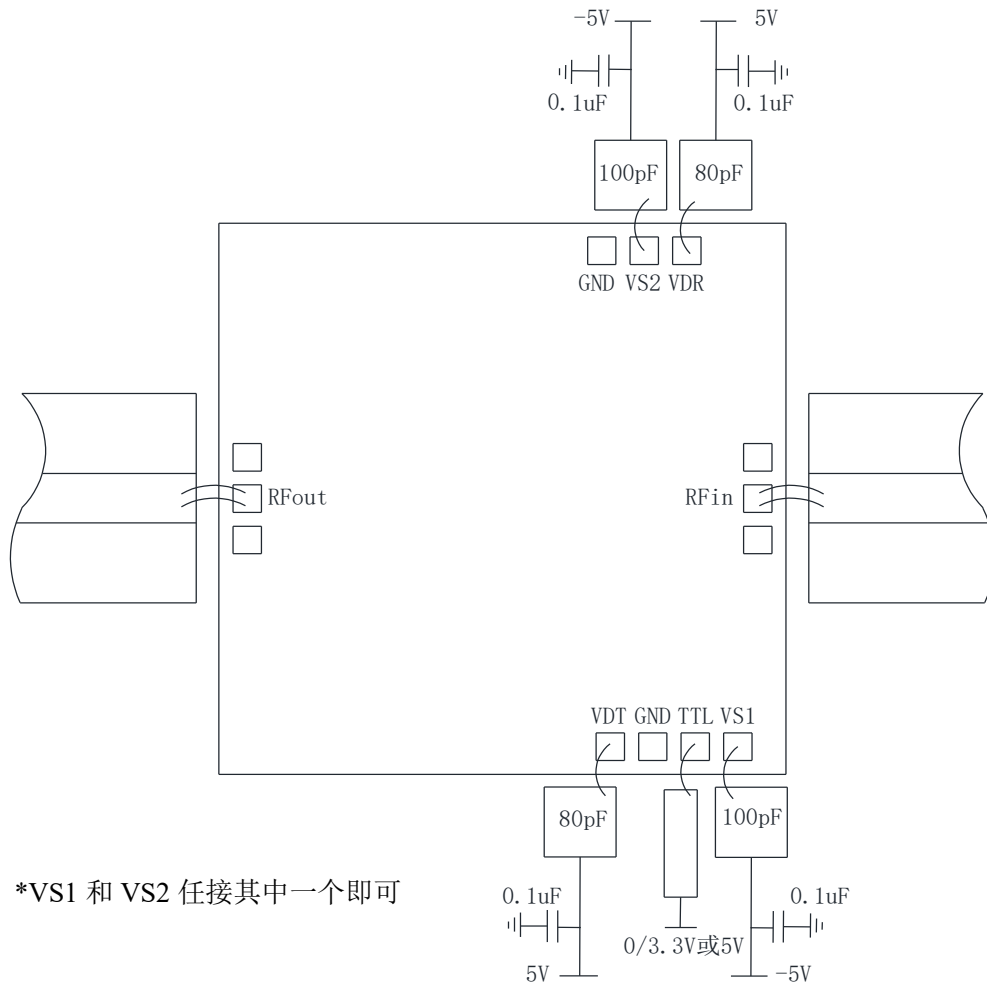 -5V 5V
0.1uF 0.1uF
100pF 80pF
GND VS2 VDR
RFout RFin
VDT GND TTL VS1
80pF 100pF
*VS1 和 VS2 任接其中一个即可
0.1uF 0.1uF
0/3.3V或5V
5V -5V